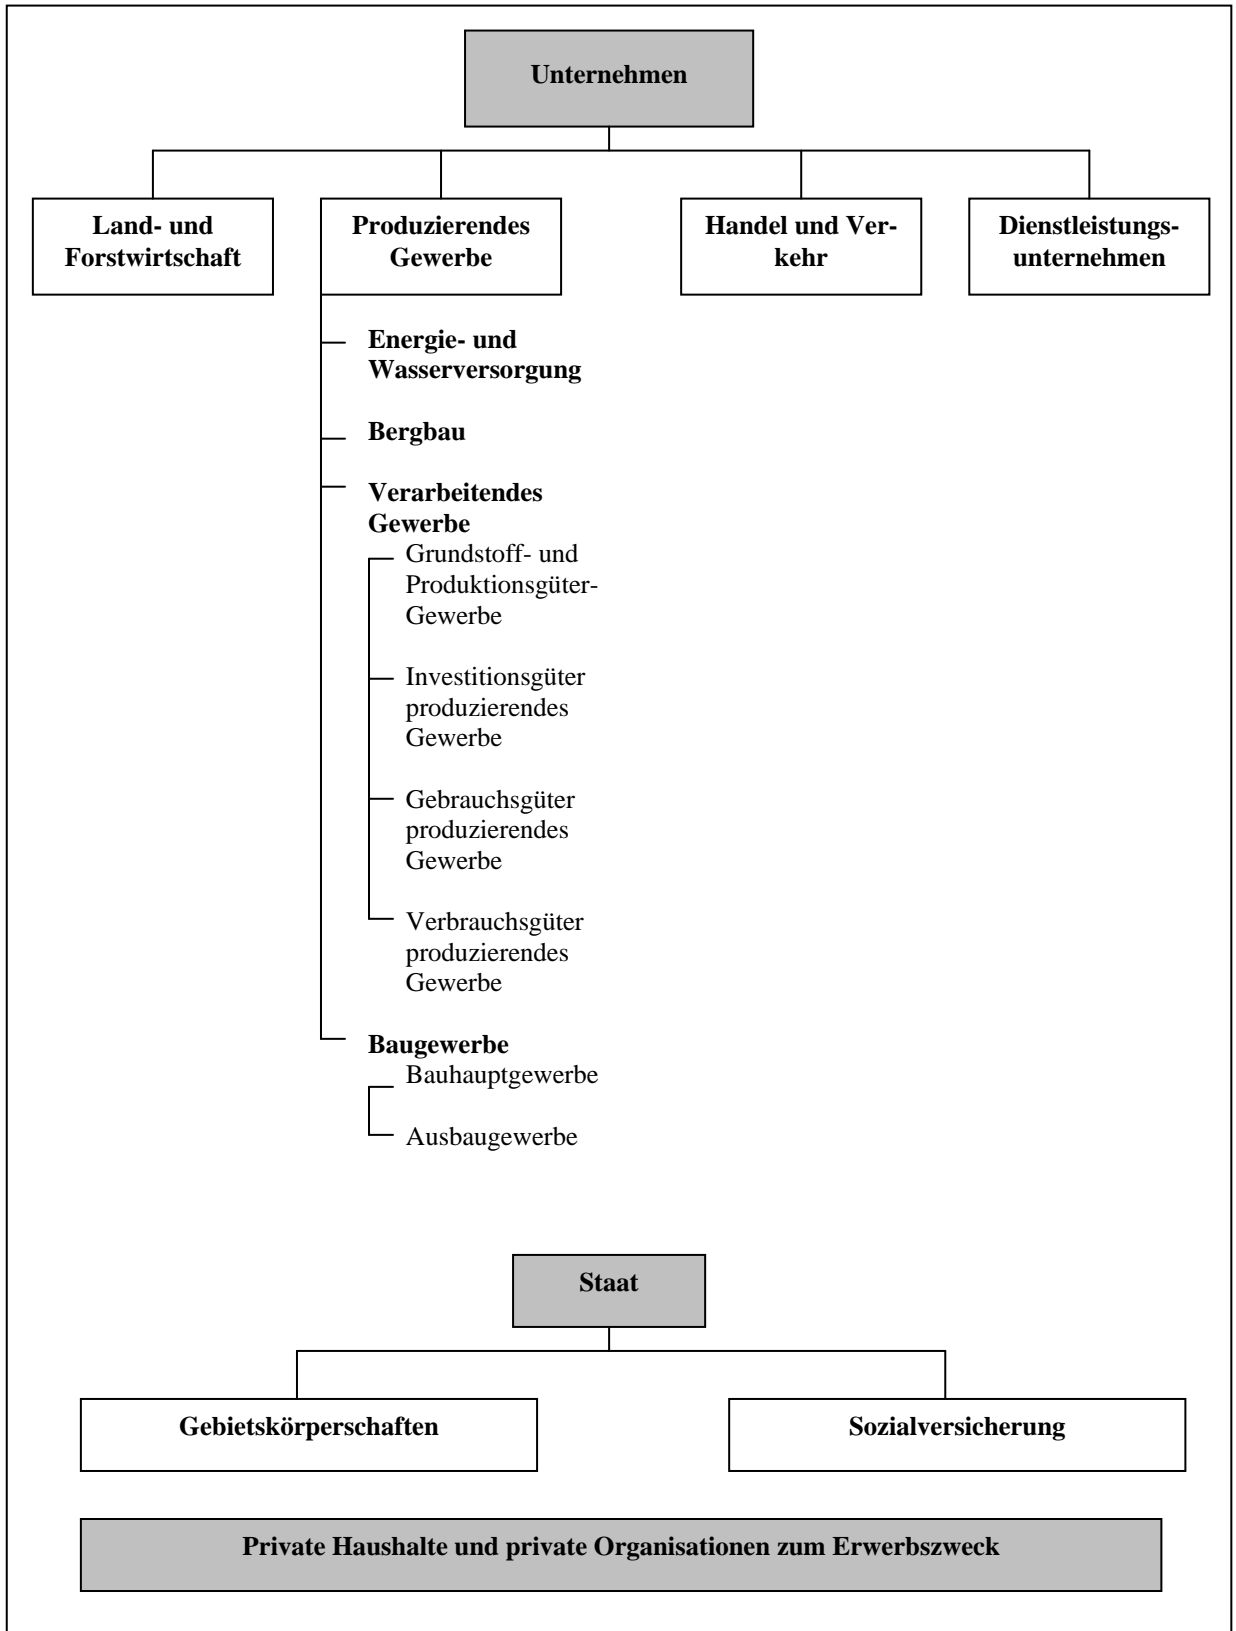 Unternehmen
Land- und
Forstwirtschaft
Produzierendes
Gewerbe
Handel und Ver-
kehr
Dienstleistungs-
unternehmen
Energie- und
Wasserversorgung
Bergbau
Verarbeitendes
Gewerbe
Grundstoff- und
Produktionsgüter-
Gewerbe
Investitionsgüter
produzierendes
Gewerbe
Gebrauchsgüter
produzierendes
Gewerbe
Verbrauchsgüter
produzierendes
Gewerbe
Baugewerbe
Bauhauptgewerbe
Ausbaugewerbe
Staat
Gebietskörperschaften
Sozialversicherung
Private Haushalte und private Organisationen zum Erwerbszweck